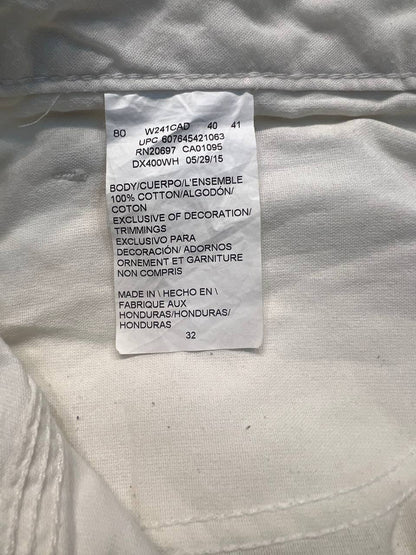 80 W241CAD 40 41
UPC 607645421063
RN20697 CA01095
DX400WH 05/29/15
BODY/CUERPO/L'ENSEMBLE
100% COTTON/ALGODÓN/
COTON
EXCLUSIVE OF DECORATION/
TRIMMINGS
EXCLUSIVO PARA
DECORACIÓN/ ADORNOS
ORNEMENT ET GARNITURE
NON COMPRIS
MADE IN \ HECHO EN \
FABRIQUE AUX
HONDURAS/HONDURAS/
HONDURAS
32